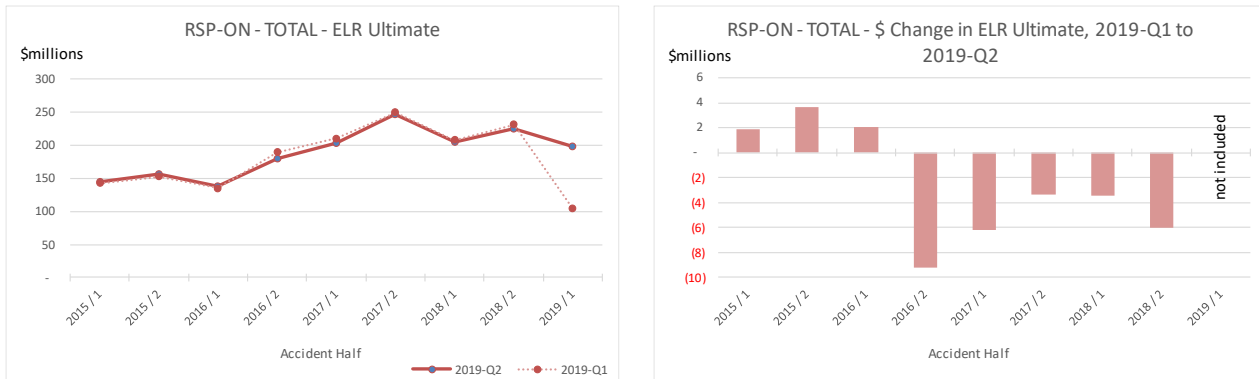 RSP-ON - TOTAL - ELR Ultimate
$millions
300
250
200
150
100
50
-
2015 / 1
2015 / 2
2016 / 1
2016 / 2
2017 / 1
2017 / 2
2018 / 1
2018 / 2
2019 / 1
Accident Half
2019-Q2
2019-Q1
RSP-ON - TOTAL - $ Change in ELR Ultimate, 2019-Q1 to
2019-Q2
$millions
6
4
2
-
(2)
(4)
(6)
(8)
(10)
not included
2015 / 1
2015 / 2
2016 / 1
2016 / 2
2017 / 1
2017 / 2
2018 / 1
2018 / 2
2019 / 1
Accident Half